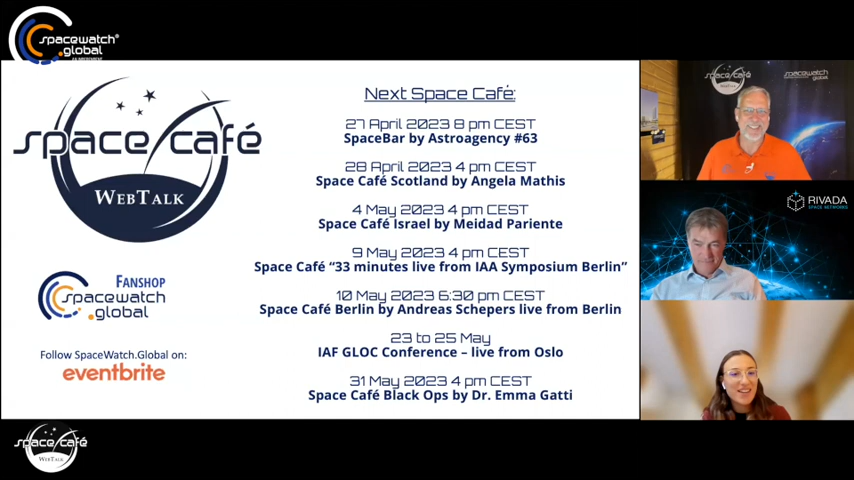 spacewatch®
.global
Next Space Café:
27 April 2023 8 pm CEST
SpaceBar by Astroagency #63
28 April 2023 4 pm CEST
Space Café Scotland by Angela Mathis
4 May 2023 4 pm CEST
Space Café Israel by Meidad Pariente
9 May 2023 4 pm CEST
Space Café “33 minutes live from IAA Symposium Berlin”
10 May 2023 6:30 pm CEST
Space Café Berlin by Andreas Schepers live from Berlin
23 to 25 May
IAF GLOC Conference – live from Oslo
31 May 2023 4 pm CEST
Space Café Black Ops by Dr. Emma Gatti
space café
WebTalk
Fanshop
spacewatch
.global
Follow SpaceWatch.Global on:
eventbrite
space café
WebTalk
space café
WebTalk
spacewatch
.global
RIVADA
SPACE NETWORKS